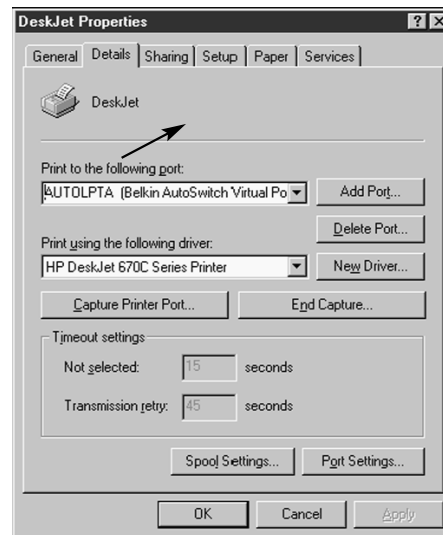 DeskJet Properties
General Details Sharing Setup Paper Services
DeskJet
Print to the following port:
AUTOLPTA (Belkin AutoSwitch Virtual Po
Add Port...
Delete Port...
Print using the following driver:
HP DeskJet 670C Series Printer
New Driver...
Capture Printer Port... End Capture...
Timeout settings
Not selected: 15 seconds
Transmission retry: 45 seconds
Spool Settings... Port Settings...
OK Cancel Apply